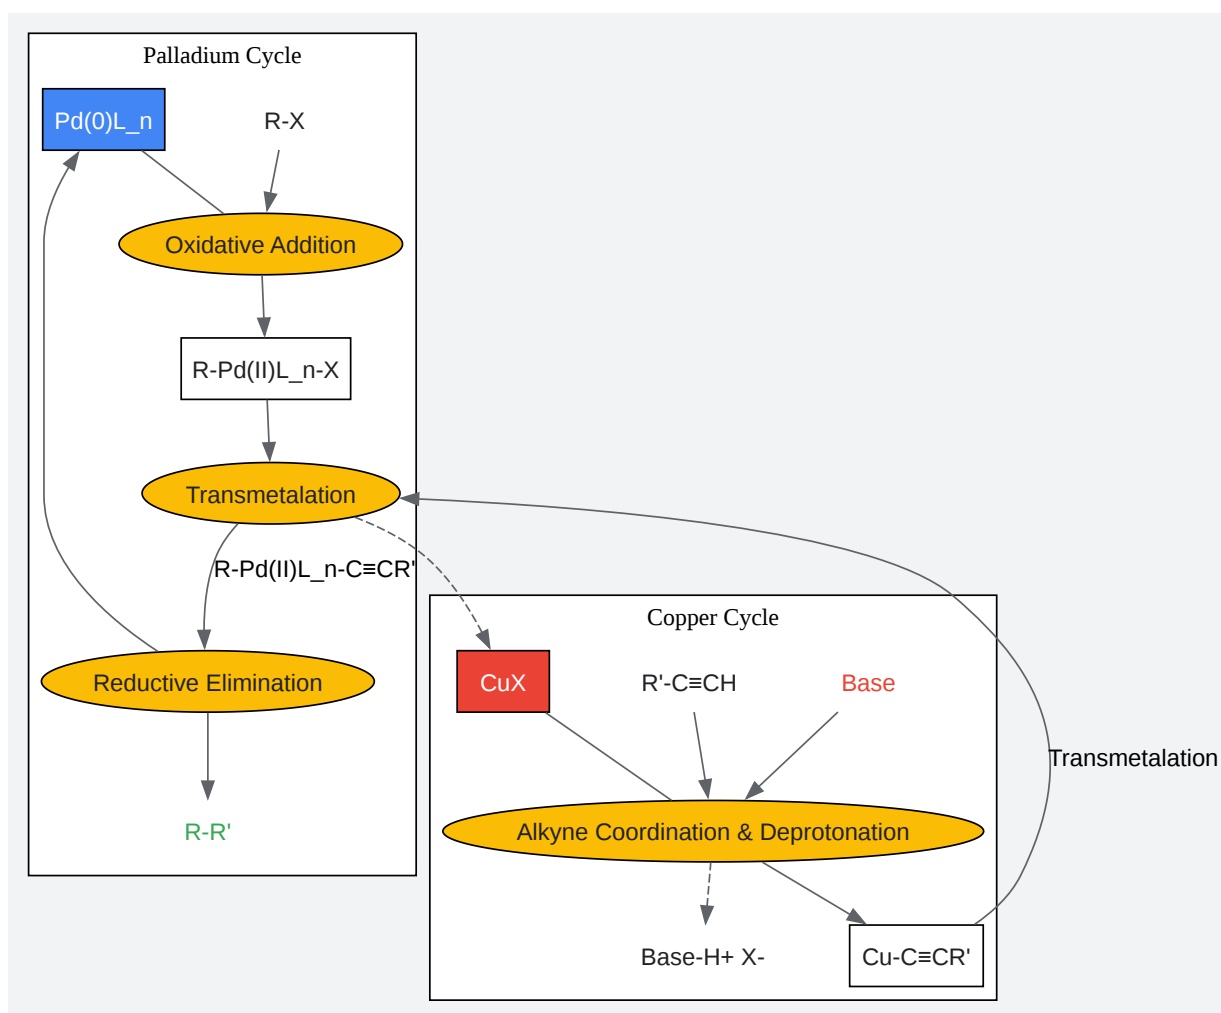 Palladium Cycle
Pd(0)L_n
R-X
Oxidative Addition
R-Pd(II)L_n-X
Transmetalation
R-Pd(II)L_n-C≡CR'
Reductive Elimination
R-R'
Copper Cycle
CuX
R'-C≡CH
Base
Transmetalation
Alkyne Coordination & Deprotonation
Base-H+ X-
Cu-C≡CR'